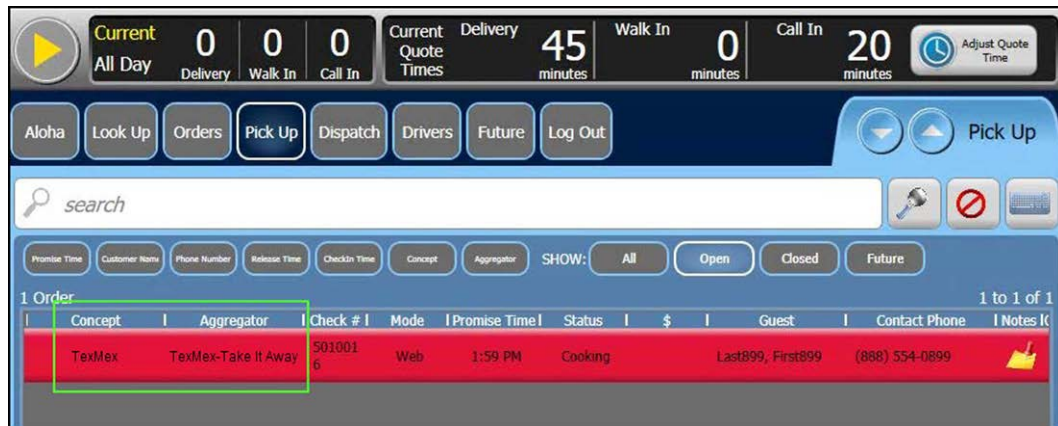 Current
All Day
0
Delivery
0
Walk In
0
Call In
Current
Quote
Times
Delivery
45
minutes
Walk In
0
minutes
Call In
20
minutes
Adjust Quote
Time
Aloha
Look Up
Orders
Pick Up
Dispatch
Drivers
Future
Log Out
Pick Up
search
Promise Time
Customer Name
Phone Number
Release Time
CheckIn Time
Concept
Aggregator
SHOW:
All
Open
Closed
Future
1 Order
1 to 1 of 1
Concept
Aggregator
Check #
Mode
Promise Time
Status
$
Guest
Contact Phone
Notes
TexMex
TexMex-Take It Away
501001
6
Web
1:59 PM
Cooking
Last899, First899
(888) 554-0899